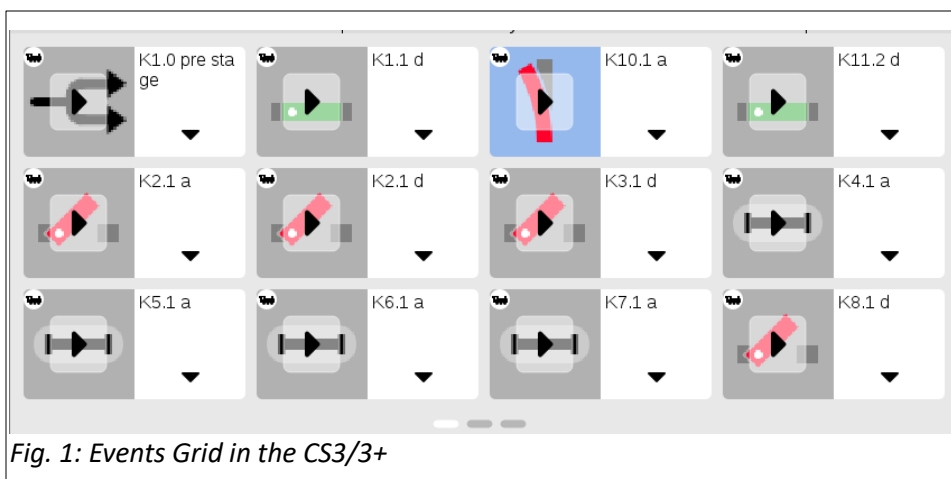 K1.0 pre sta
ge
K1.1 d
K10.1 a
K11.2 d
K2.1 a
K2.1 d
K3.1 d
K4.1 a
K5.1 a
K6.1 a
K7.1 a
K8.1 d
Fig. 1: Events Grid in the CS3/3+